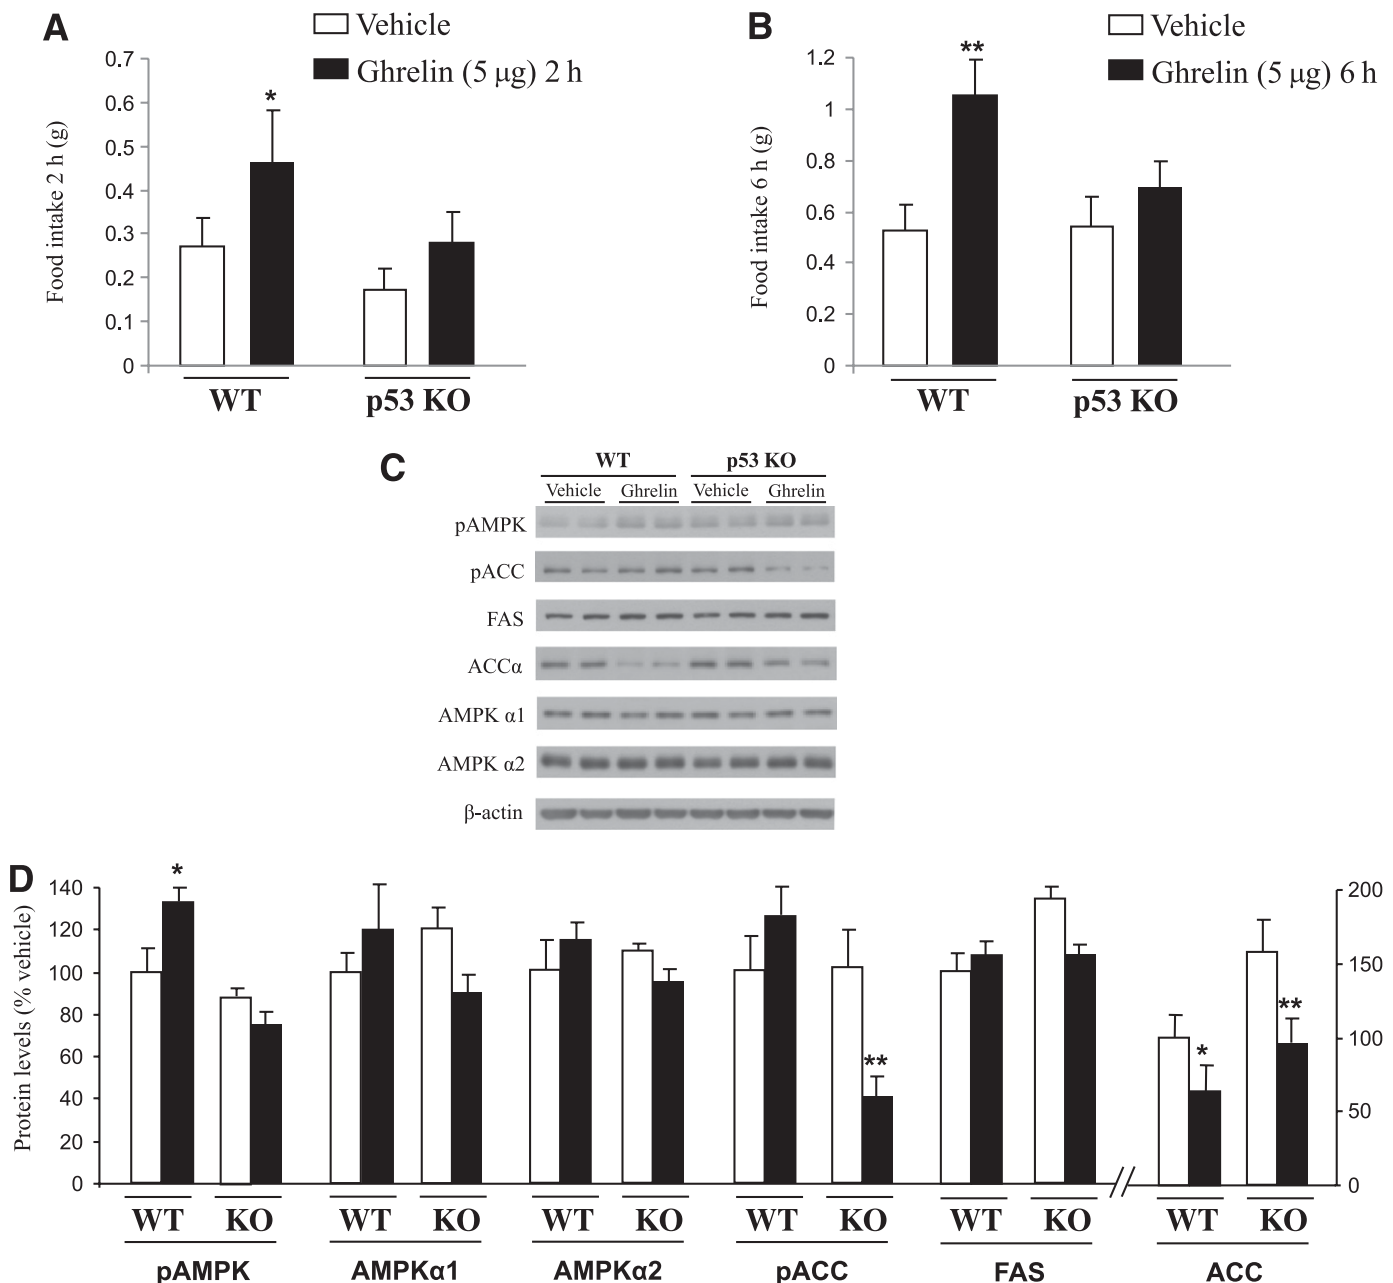 A
Vehicle
Ghrelin (5 μg) 2 h
0.7
0.6
0.5
0.4
0.3
0.2
0.1
0
Food intake 2 h (g)
*
WT
p53 KO
B
Vehicle
Ghrelin (5 μg) 6 h
1.2
1
0.8
0.6
0.4
0.2
0
Food intake 6 h (g)
**
WT
p53 KO
C
WT p53 KO
Vehicle Ghrelin Vehicle Ghrelin
pAMPK
pACC
FAS
ACCα
AMPK α1
AMPK α2
β-actin
D
Protein levels (% vehicle)
140
120
100
80
60
40
20
0
*
**
*
**
200
150
100
50
0
WT KO WT KO WT KO WT KO WT KO WT KO
pAMPK AMPKα1 AMPKα2 pACC FAS ACC